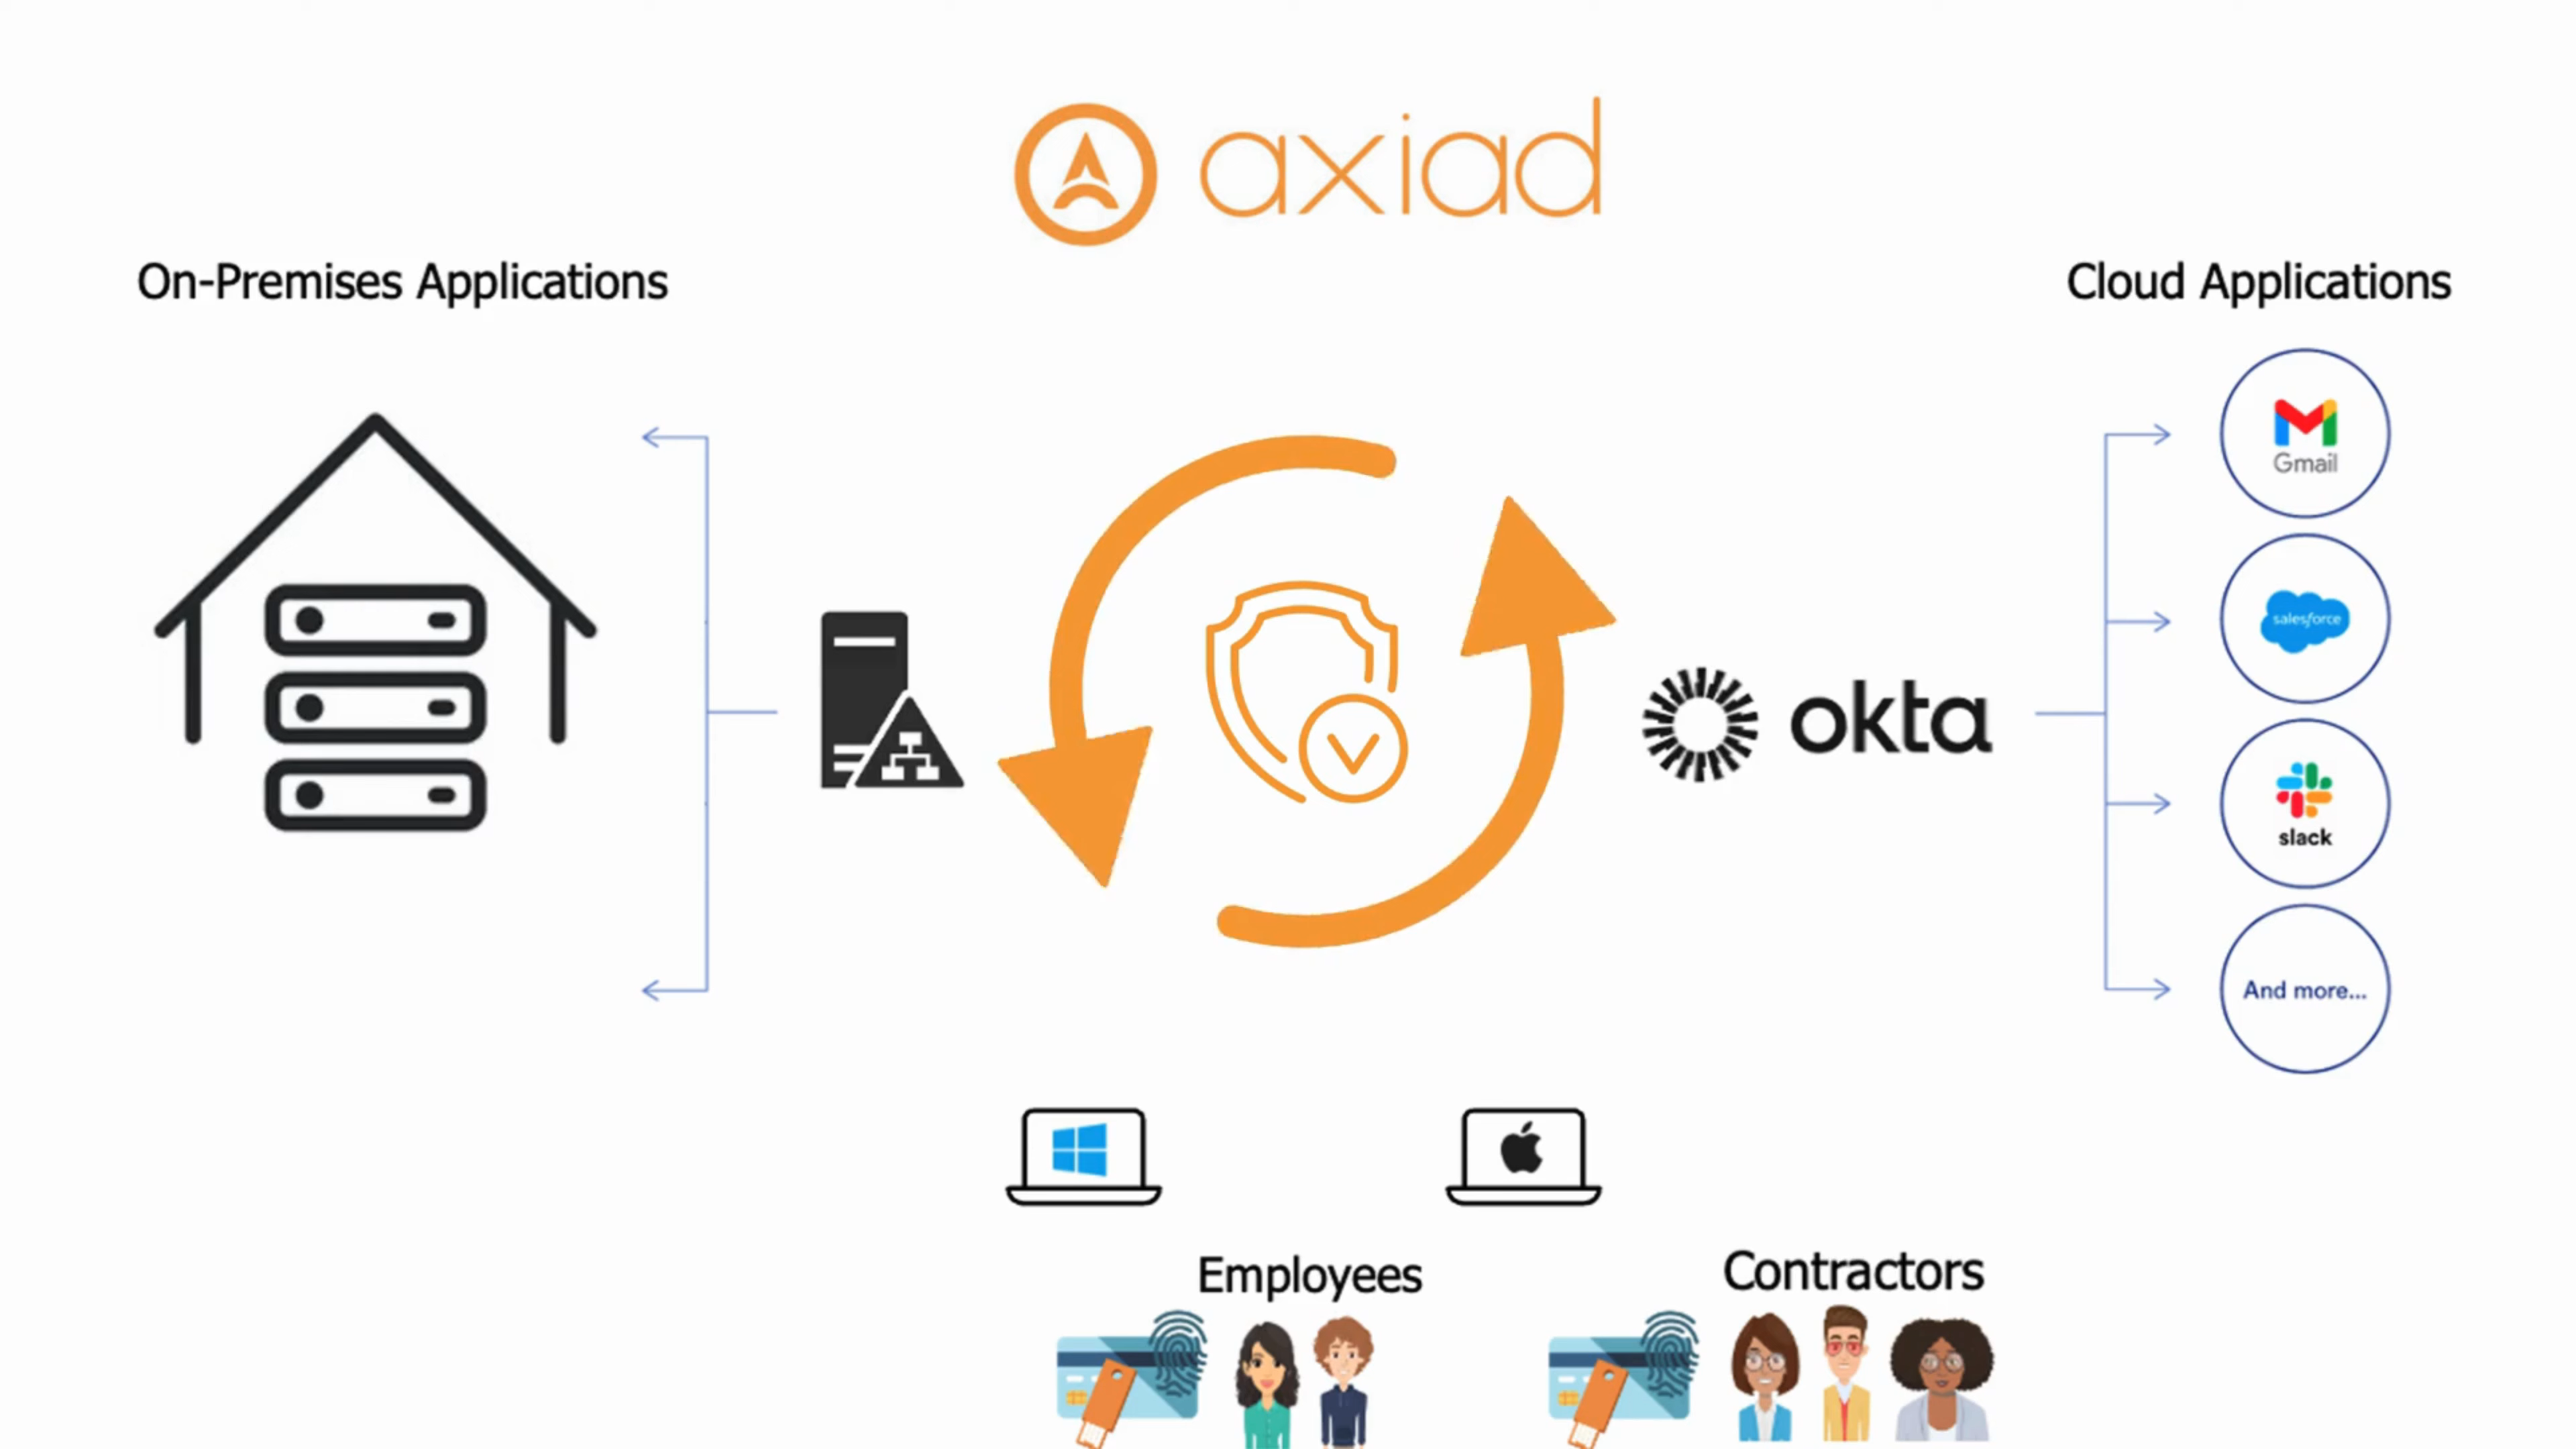 axiad
On-Premises Applications
Cloud Applications
Gmail
salesforce
okta
slack
And more...
Employees
Contractors